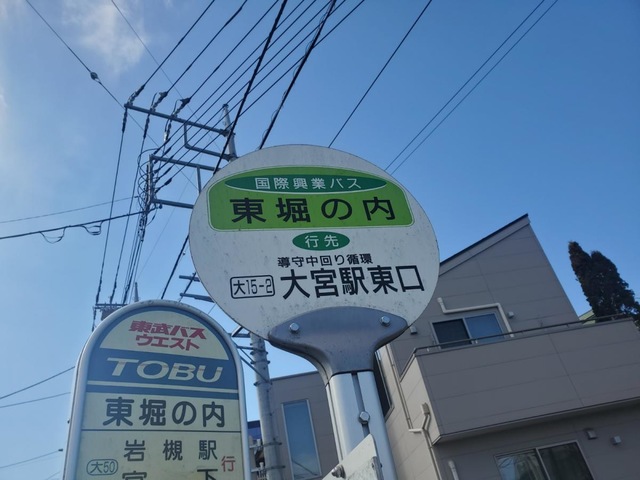 国際興業バス
東堀の内
行先
導守中回り循環
大15-2 大宮駅東口
東武バス
ウエスト
TOBU
東堀の内
岩槻駅
大50
行